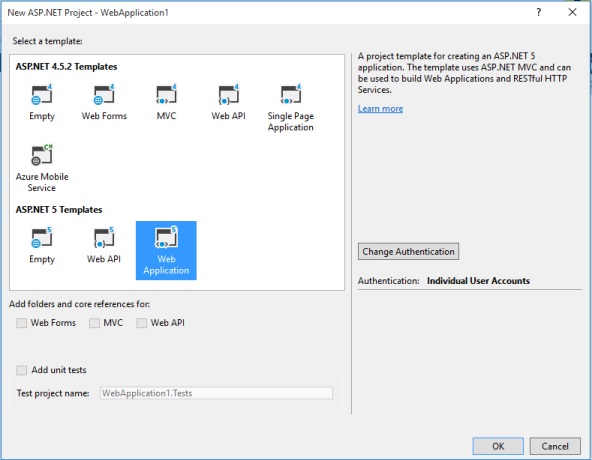 New ASP.NET Project - WebApplication1
?
Select a template:
ASP.NET 4.5.2 Templates
Empty
Web Forms
MVC
Web API
Single Page
Application
Azure Mobile
Service
ASP.NET 5 Templates
Empty
Web API
Web
Application
A project template for creating an ASP.NET 5
application. The template uses ASP.NET MVC and can
be used to build Web Applications and RESTful HTTP
Services.
Learn more
Change Authentication
Authentication: Individual User Accounts
Add folders and core references for:
Web Forms
MVC
Web API
Add unit tests
Test project name: WebApplication1.Tests
OK
Cancel